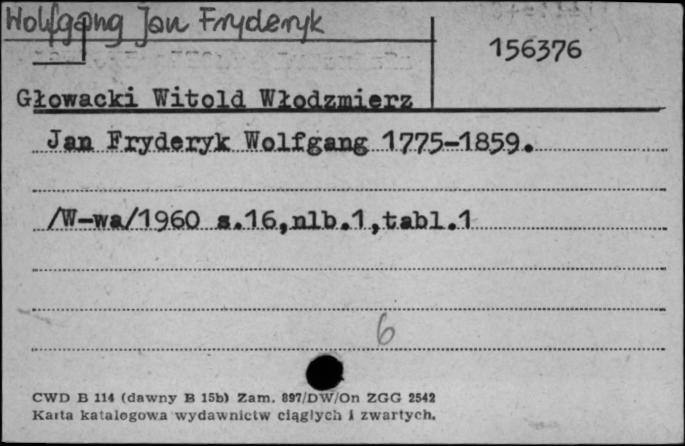 Wolfgang Jan Fryderyk
156376
Głowacki Witold Włodzmierz
Jan Fryderyk Wolfgang 1775-1859.
/W-wa/1960 s.16,nlb.1,tabl.1
6
CWD B 114 (dawny B 15b) Zam. 897/DW/On ZGG 2542
Karta katalogowa wydawnictw ciągłych i zwartych.